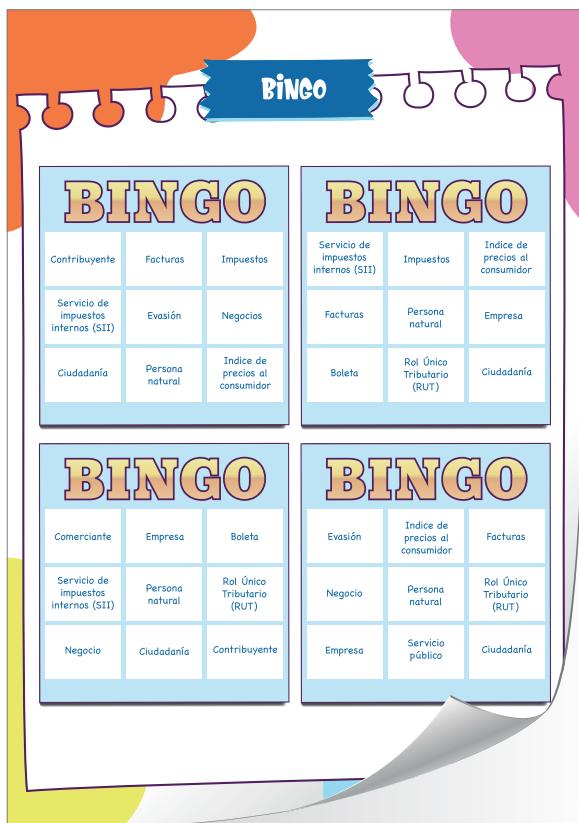 BINGO
BINGO
Contribuyente
Facturas
Impuestos
Servicio de
impuestos
internos (SII)
Evasión
Negocios
Ciudadanía
Persona
natural
Indice de
precios al
consumidor
BINGO
Servicio de
impuestos
internos (SII)
Impuestos
Indice de
precios al
consumidor
Facturas
Persona
natural
Empresa
Boleta
Rol Único
Tributario
(RUT)
Ciudadanía
BINGO
Comerciante
Empresa
Boleta
Servicio de
impuestos
internos (SII)
Persona
natural
Rol Único
Tributario
(RUT)
Negocio
Ciudadanía
Contribuyente
BINGO
Evasión
Indice de
precios al
consumidor
Facturas
Negocio
Persona
natural
Rol Único
Tributario
(RUT)
Empresa
Servicio
público
Ciudadanía